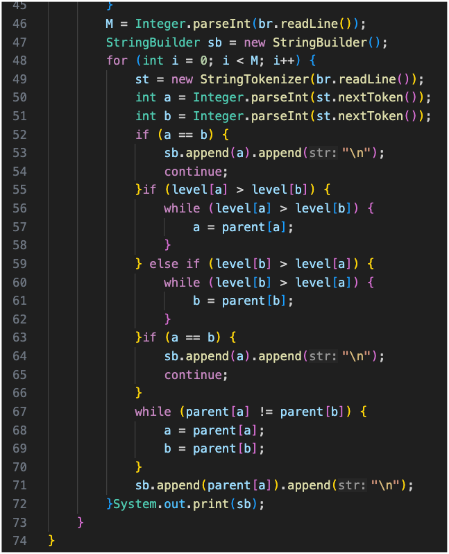 45 }
46 M = Integer.parseInt(br.readLine());
47 StringBuilder sb = new StringBuilder();
48 for (int i = 0; i < M; i++) {
49 st = new StringTokenizer(br.readLine());
50 int a = Integer.parseInt(st.nextToken());
51 int b = Integer.parseInt(st.nextToken());
52 if (a == b) {
53 sb.append(a).append(str: "\n");
54 continue;
55 }if (level[a] > level[b]) {
56 while (level[a] > level[b]) {
57 a = parent[a];
58 }
59 } else if (level[b] > level[a]) {
60 while (level[b] > level[a]) {
61 b = parent[b];
62 }
63 }if (a == b) {
64 sb.append(a).append(str: "\n");
65 continue;
66 }
67 while (parent[a] != parent[b]) {
68 a = parent[a];
69 b = parent[b];
70 }
71 sb.append(parent[a]).append(str: "\n");
72 }System.out.print(sb);
73 }
74 }